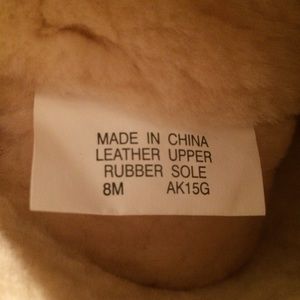 MADE IN CHINA
LEATHER UPPER
RUBBER SOLE
8M AK15G